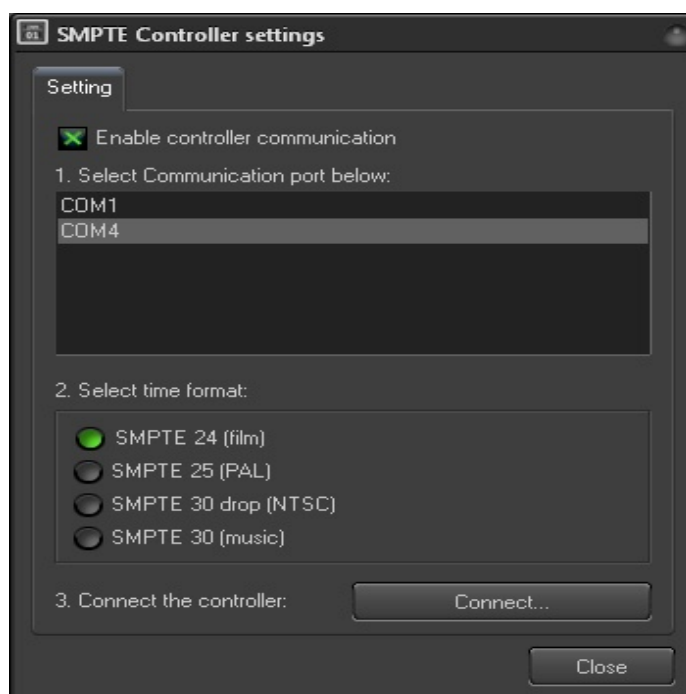 01
SMPTE Controller settings
Setting
Enable controller communication
1. Select Communication port below:
COM1
COM4
2. Select time format:
SMPTE 24 (film)
SMPTE 25 (PAL)
SMPTE 30 drop (NTSC)
SMPTE 30 (music)
3. Connect the controller:
Connect...
Close